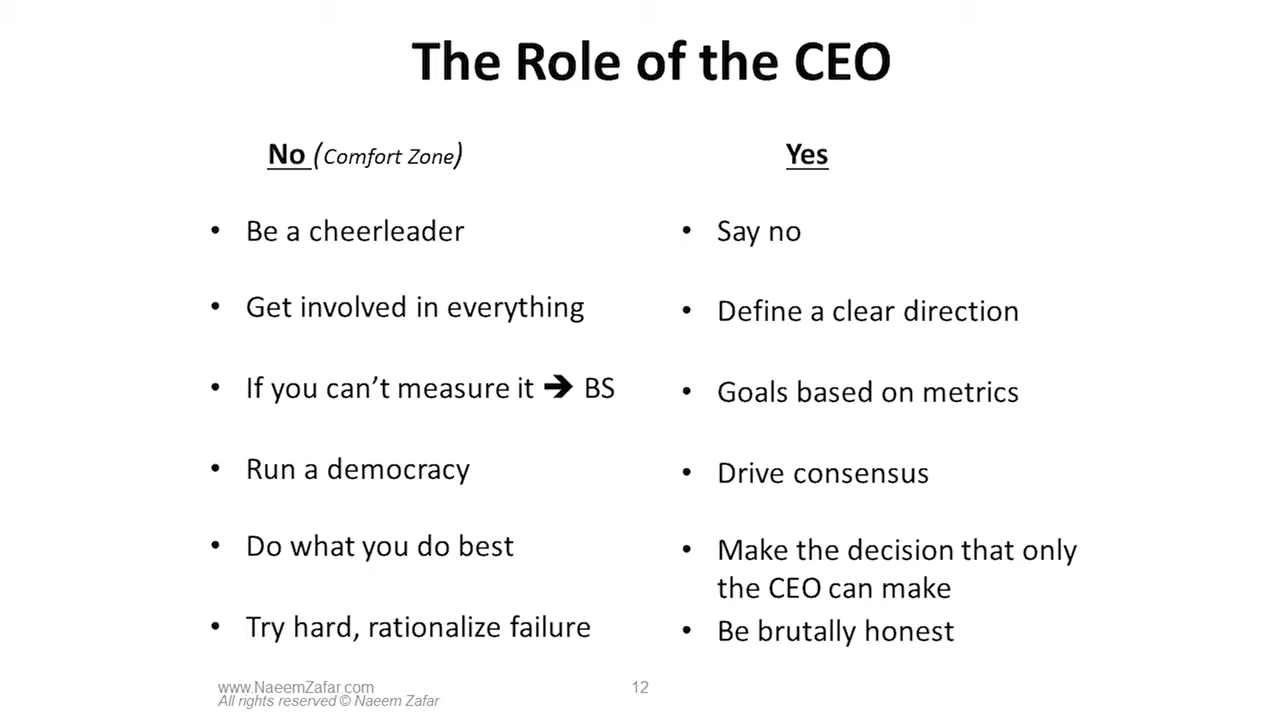 The Role of the CEO
No (Comfort Zone)
• Be a cheerleader
• Get involved in everything
• If you can’t measure it ➔ BS
• Run a democracy
• Do what you do best
• Try hard, rationalize failure
Yes
• Say no
• Define a clear direction
• Goals based on metrics
• Drive consensus
• Make the decision that only
the CEO can make
• Be brutally honest
www.NaeemZafar.com
All rights reserved © Naeem Zafar
12